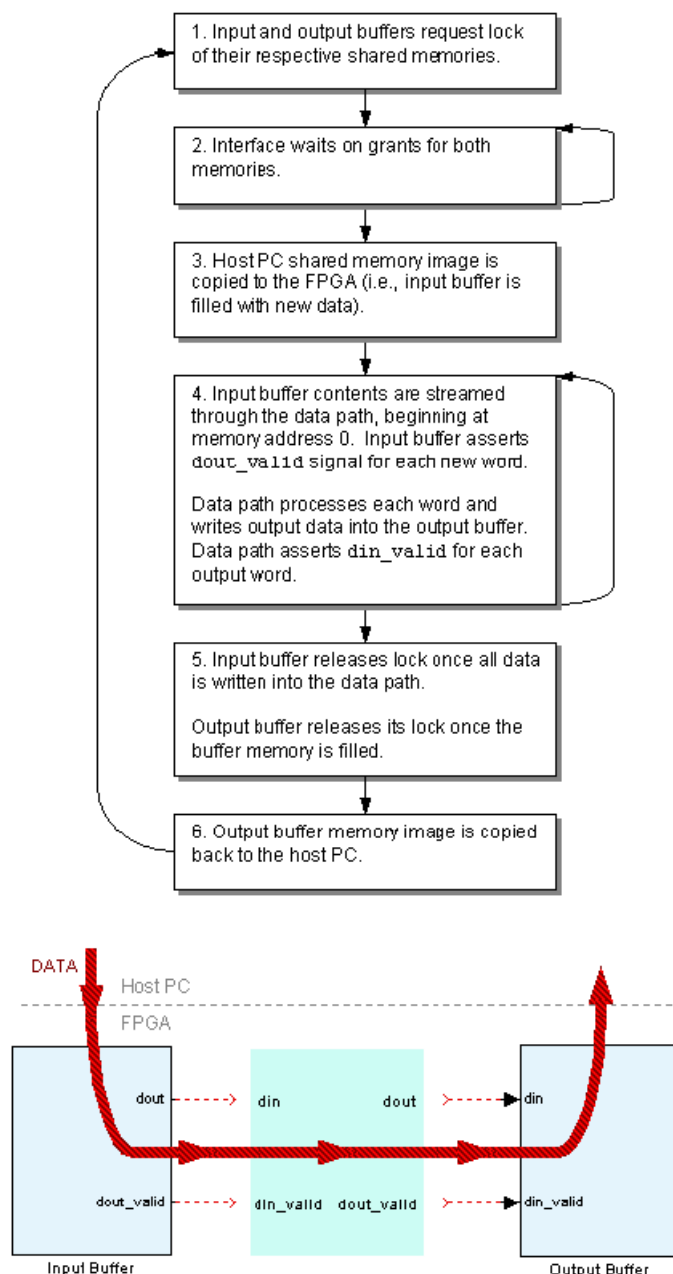 1. Input and output buffers request lock
of their respective shared memories.
2. Interface waits on grants for both
memories.
3. Host PC shared memory image is
copied to the FPGA (i.e., input buffer is
filled with new data).
4. Input buffer contents are streamed
through the data path, beginning at
memory address 0.  Input buffer asserts
dout_valid signal for each new word.
Data path processes each word and
writes output data into the output buffer.
Data path asserts din_valid for each
output word.
5. Input buffer releases lock once all data
is written into the data path.
Output buffer releases its lock once the
buffer memory is filled.
6. Output buffer memory image is copied
back to the host PC.
DATA
Host PC
FPGA
dout
din
dout
din
dout_valid
din_valid
dout_valid
din_valid
Input Buffer
Output Buffer